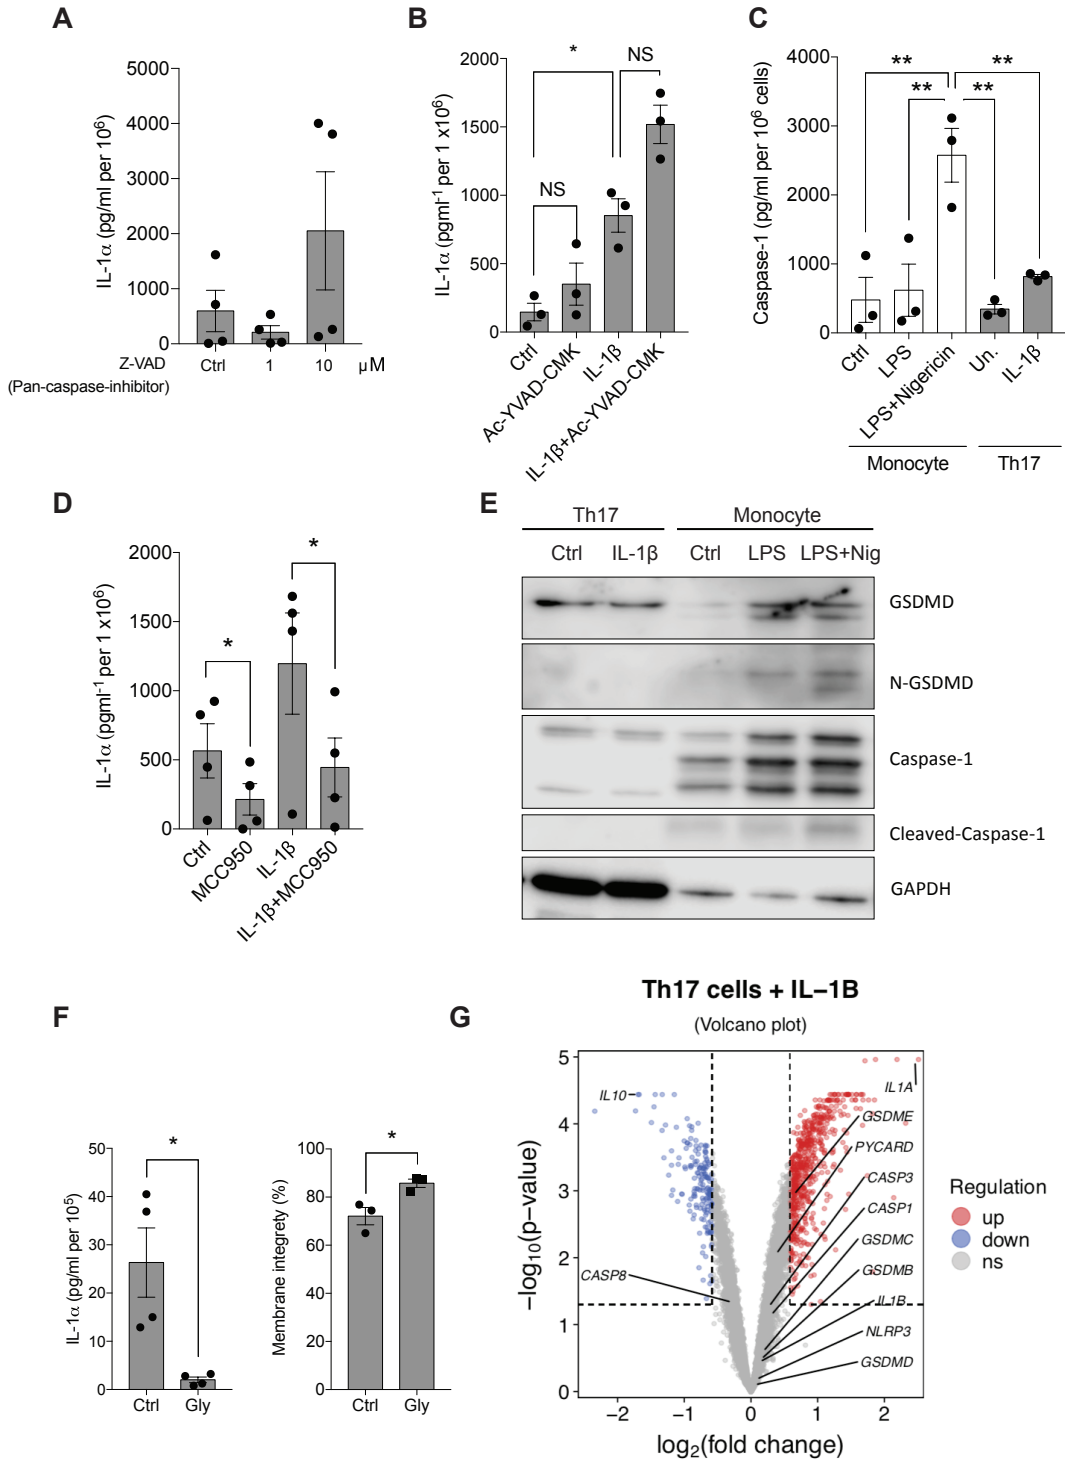 A
IL-1α (pg/ml per 10⁶)
5000
4000
3000
2000
1000
0
Z-VAD
(Pan-caspase-inhibitor)
Ctrl
1
10
μM
B
IL-1α (pgml⁻¹ per 1 x10⁶)
2000
1500
1000
500
0
*
NS
NS
Ctrl
Ac-YVAD-CMK
IL-1β
IL-1β+Ac-YVAD-CMK
C
Caspase-1 (pg/ml per 10⁶ cells)
4000
3000
2000
1000
0
** **
** **
Ctrl
LPS
LPS+Nigericin
Un.
IL-1β
Monocyte
Th17
D
IL-1α (pgml⁻¹ per 1 x10⁶)
2000
1500
1000
500
0
*
*
Ctrl
MCC950
IL-1β
IL-1β+MCC950
E
Th17 Monocyte
Ctrl IL-1β Ctrl LPS LPS+Nig
GSDMD
N-GSDMD
Caspase-1
Cleaved-Caspase-1
GAPDH
F
IL-1α (pg/ml per 10⁵)
50
40
30
20
10
0
*
Ctrl Gly
Membrane integrety (%)
100
80
60
40
20
0
*
Ctrl Gly
G
Th17 cells + IL−1B
(Volcano plot)
−log₁₀(p−value)
5
4
3
2
1
0
IL10
IL1A
GSDME
PYCARD
CASP3
CASP1
GSDMC
GSDMB
CASP8
IL1B
NLRP3
GSDMD
−2 −1 0 1 2
log₂(fold change)
Regulation
up
down
ns